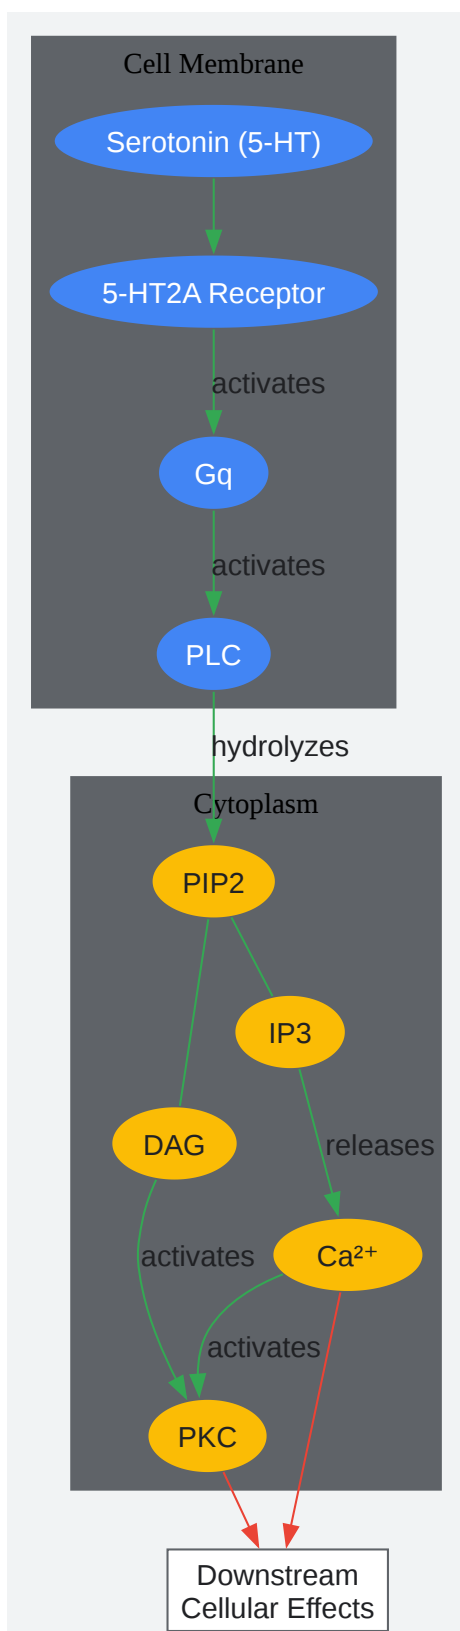 Cell Membrane
Serotonin (5-HT)
5-HT2A Receptor
activates
Gq
activates
PLC
hydrolyzes
Cytoplasm
PIP2
IP3
DAG
releases
activates
Ca²⁺
activates
PKC
Downstream
Cellular Effects